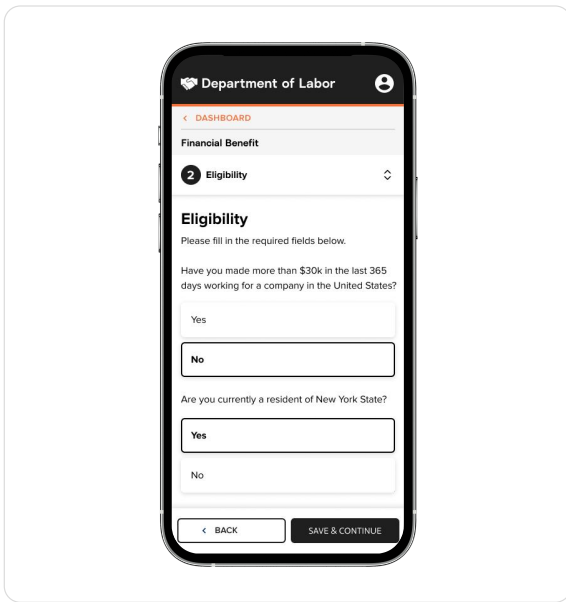 Department of Labor
< DASHBOARD
Financial Benefit
2 Eligibility
Eligibility
Please fill in the required fields below.
Have you made more than $30k in the last 365
days working for a company in the United States?
Yes
No
Are you currently a resident of New York State?
Yes
No
< BACK
SAVE & CONTINUE